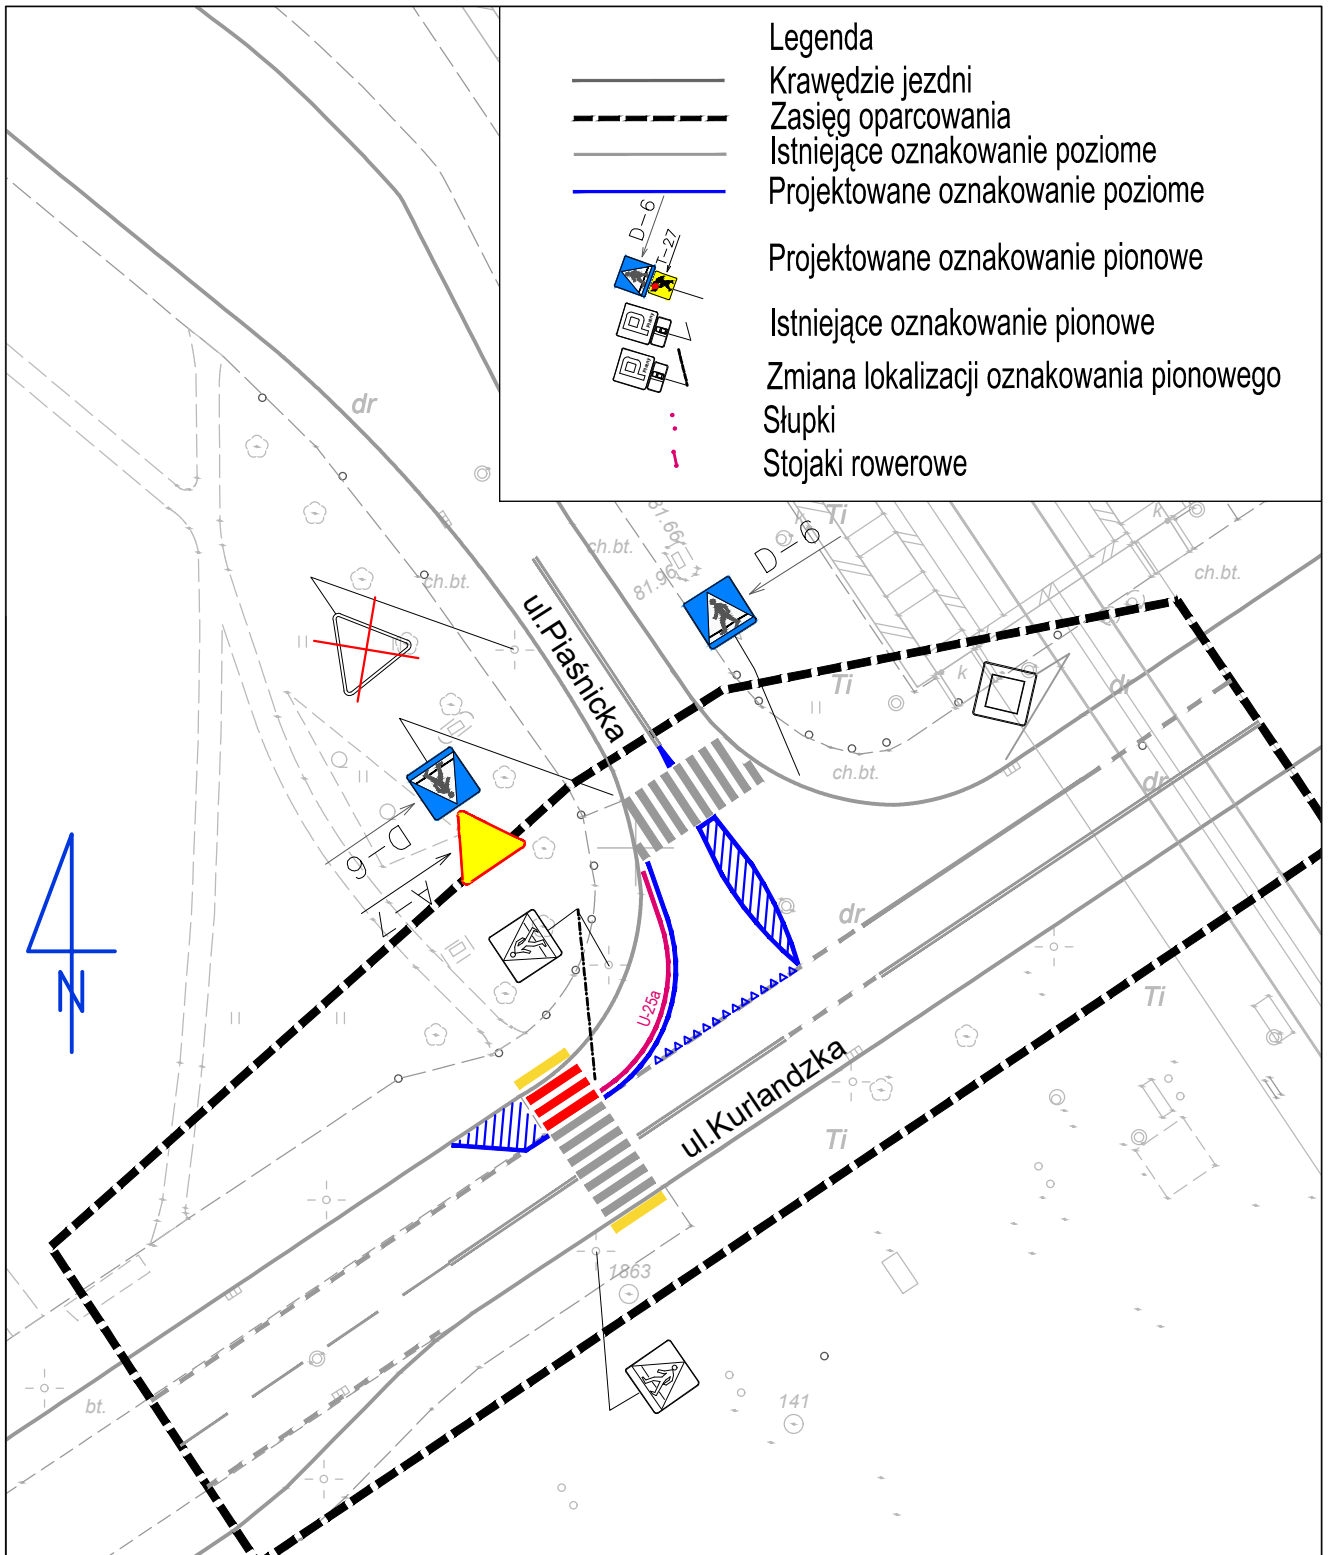 Legenda
Krawędzie jezdni
Zasięg oparcowania
Istniejące oznakowanie poziome
Projektowane oznakowanie poziome
D-6
T-27
Projektowane oznakowanie pionowe
Istniejące oznakowanie pionowe
Zmiana lokalizacji oznakowania pionowego
Słupki
Stojaki rowerowe
dr
81.66
k
Ti
ch.bt.
D-6
k
ch.bt.
ch.bt.
81.96
ul.Piaśnicka
Ti
k
dr
ch.bt.
dr
D-6
A-7
dr
N
U-25a
Ti
ul.Kurlandzka
Ti
1863
bt.
141